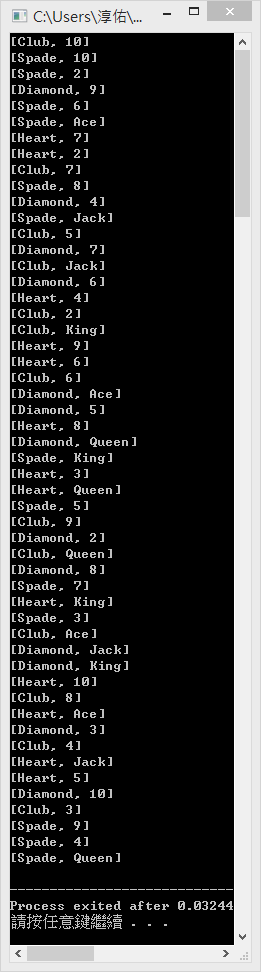 C:\Users\淳佑\...
[Club, 10]
[Spade, 10]
[Spade, 2]
[Diamond, 9]
[Spade, 6]
[Spade, Ace]
[Heart, 7]
[Heart, 2]
[Club, 7]
[Spade, 8]
[Diamond, 4]
[Spade, Jack]
[Club, 5]
[Diamond, 7]
[Club, Jack]
[Diamond, 6]
[Heart, 4]
[Club, 2]
[Club, King]
[Heart, 9]
[Heart, 6]
[Club, 6]
[Diamond, Ace]
[Diamond, 5]
[Heart, 8]
[Diamond, Queen]
[Spade, King]
[Heart, 3]
[Heart, Queen]
[Spade, 5]
[Club, 9]
[Diamond, 2]
[Club, Queen]
[Diamond, 8]
[Spade, 7]
[Heart, King]
[Spade, 3]
[Club, Ace]
[Diamond, Jack]
[Diamond, King]
[Heart, 10]
[Club, 8]
[Heart, Ace]
[Diamond, 3]
[Club, 4]
[Heart, Jack]
[Heart, 5]
[Diamond, 10]
[Club, 3]
[Spade, 9]
[Spade, 4]
[Spade, Queen]
----------------------------
Process exited after 0.03244
請按任意鍵繼續 . . .